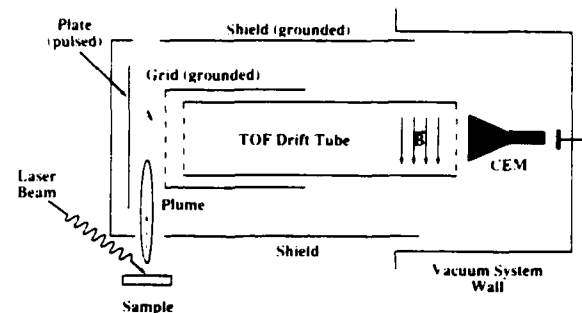 Plate
(pulsed)
Shield (grounded)
Grid (grounded)
TOF Drift Tube
B
CEM
Laser
Beam
Plume
Shield
Vacuum System
Wall
Sample